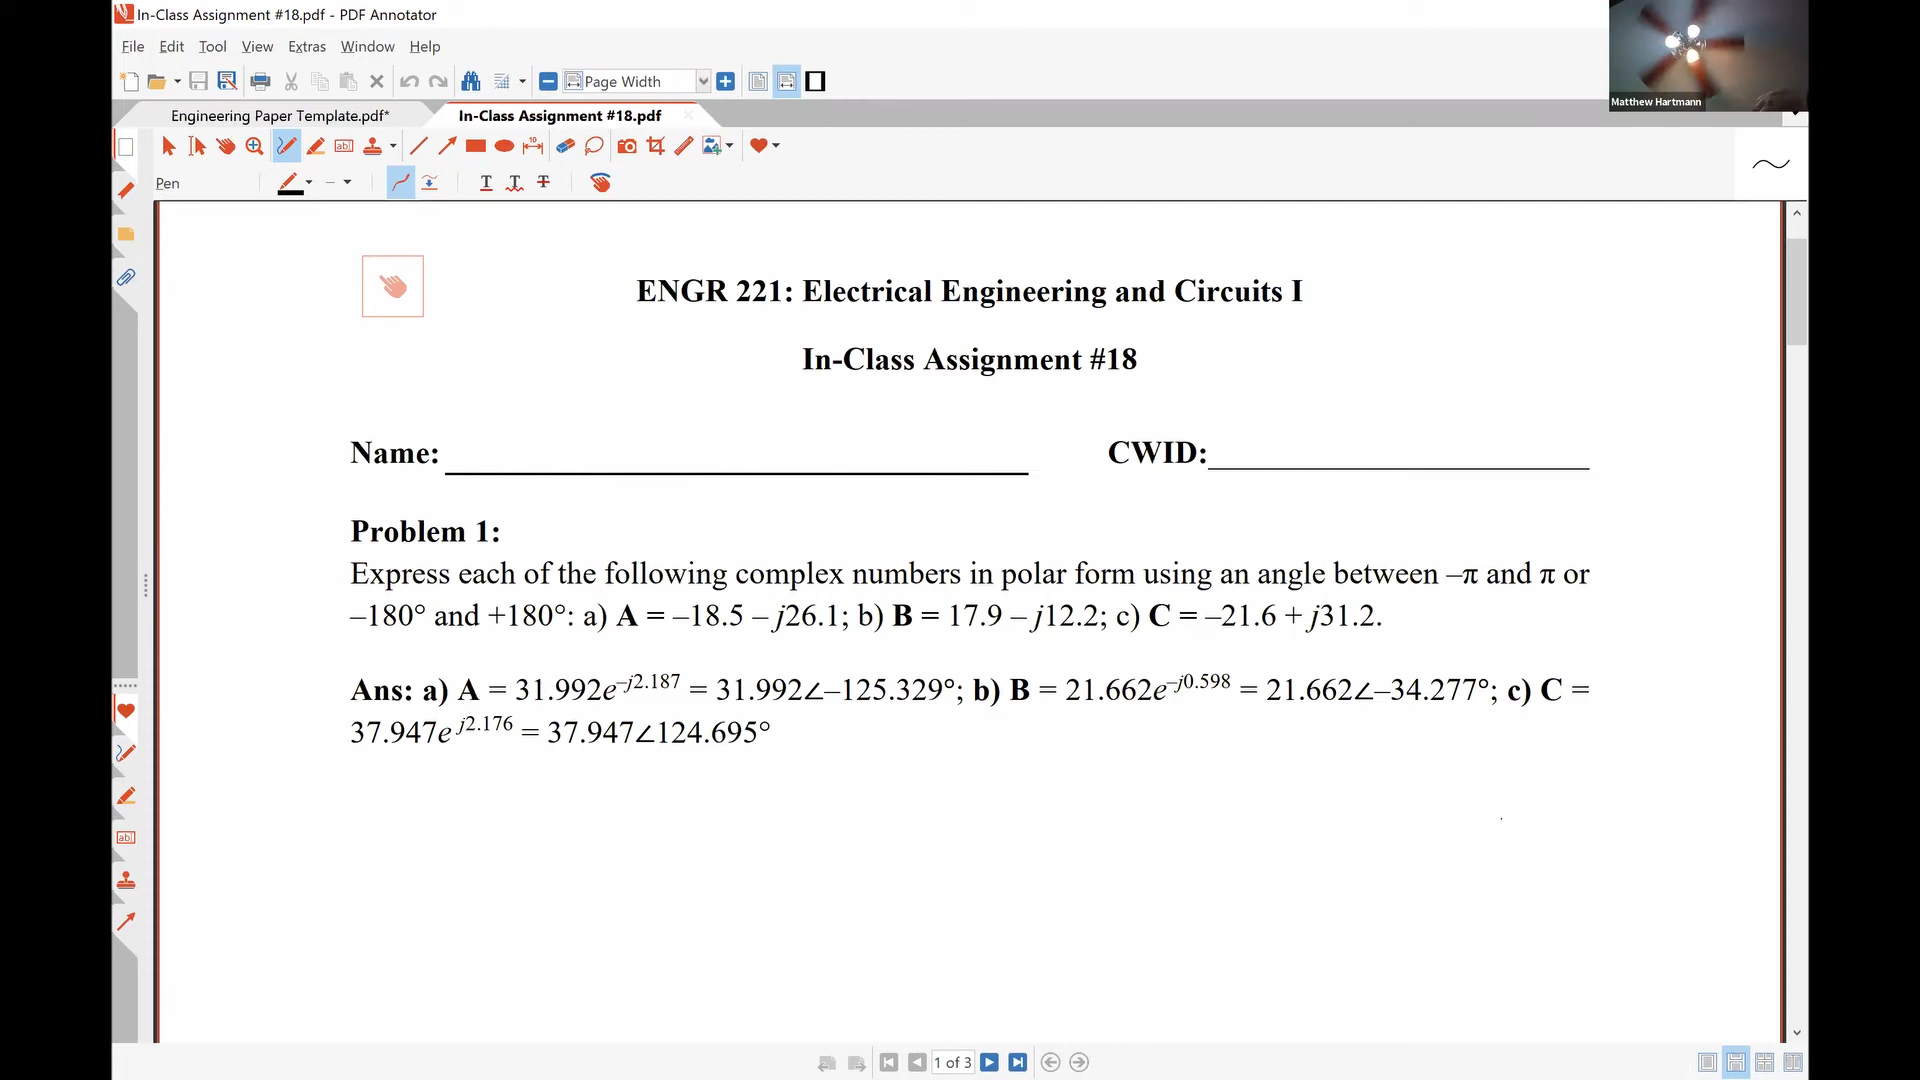 In-Class Assignment #18.pdf - PDF Annotator
File Edit Tool View Extras Window Help
Page Width
Matthew Hartmann
Engineering Paper Template.pdf* In-Class Assignment #18.pdf
Pen
ENGR 221: Electrical Engineering and Circuits I
In-Class Assignment #18
Name: CWID:
Problem 1:
Express each of the following complex numbers in polar form using an angle between –π and π or
–180° and +180°: a) A = –18.5 – j26.1; b) B = 17.9 – j12.2; c) C = –21.6 + j31.2.
Ans: a) A = 31.992e^–j2.187 = 31.992∠–125.329°; b) B = 21.662e^–j0.598 = 21.662∠–34.277°; c) C =
37.947e^j2.176 = 37.947∠124.695°
1 of 3